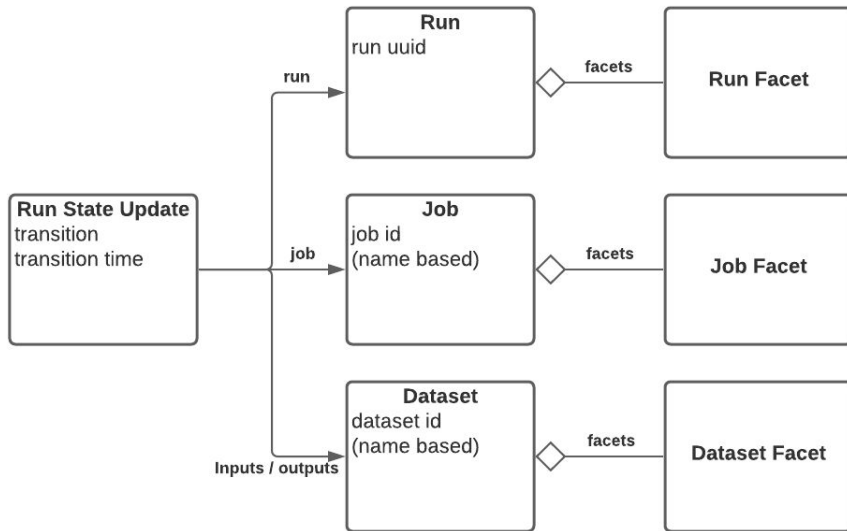 Run
run uuid
run
facets
Run Facet
Run State Update
transition
transition time
job
Job
job id
(name based)
facets
Job Facet
Inputs / outputs
Dataset
dataset id
(name based)
facets
Dataset Facet